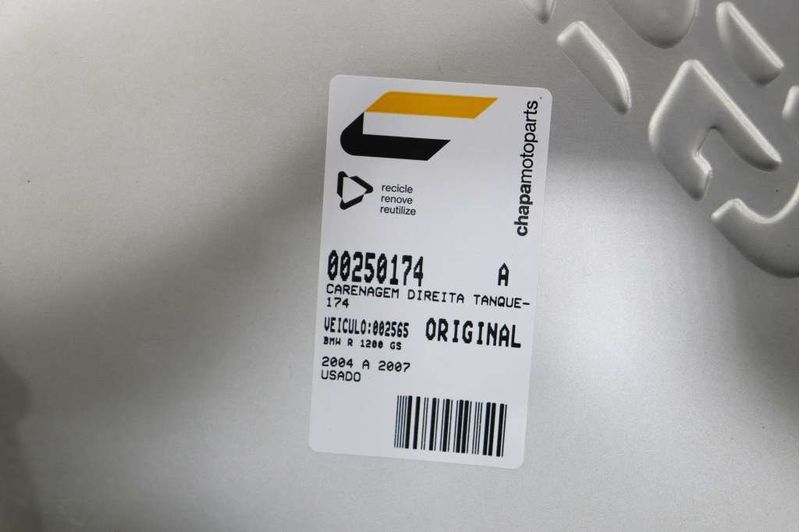 chapamotoparts
recicle
renove
reutilize
00250174 A
CARENAGEM DIREITA TANQUE-
174
VEICULO:002565 ORIGINAL
BMW R 1200 GS
2004 A 2007
USADO